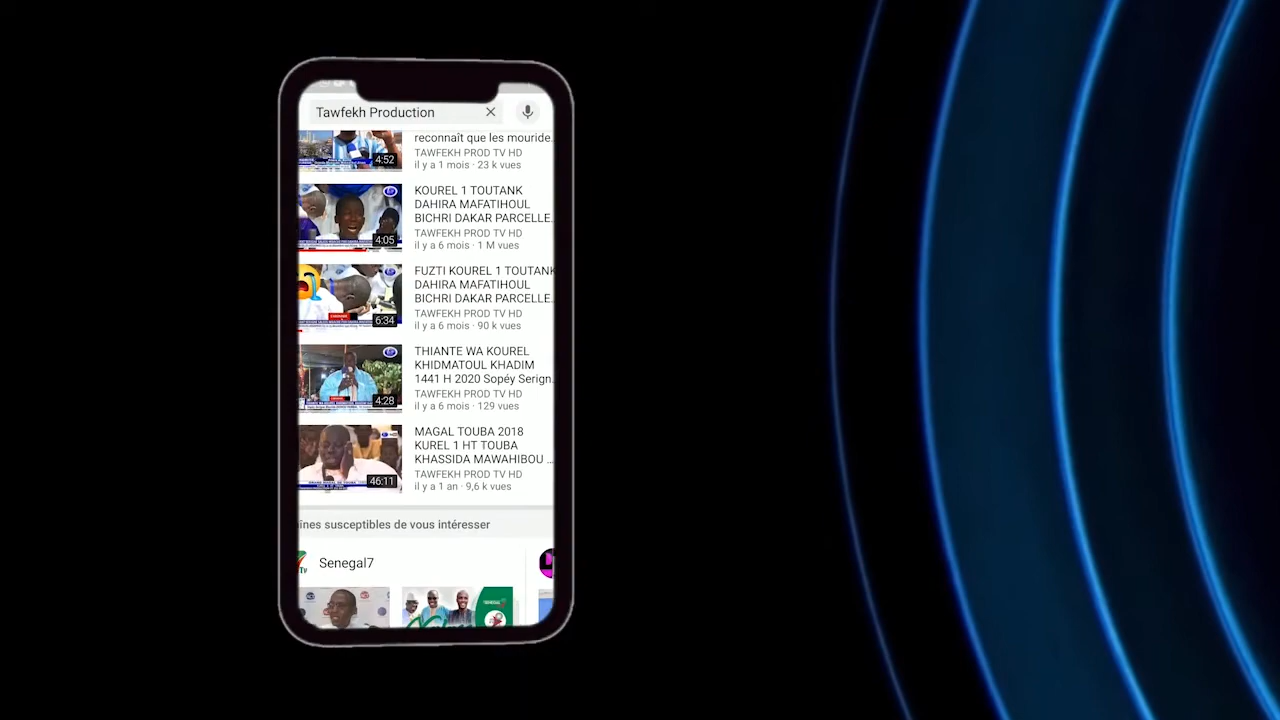 Tawfekh Production
reconnaît que les mouride..
TAWFEKH PROD TV HD
il y a 1 mois · 23 k vues
4:52
KOUREL 1 TOUTANK
DAHIRA MAFATIHOUL
BICHRI DAKAR PARCELLE..
TAWFEKH PROD TV HD
il y a 6 mois · 1 M vues
4:05
FUZTI KOUREL 1 TOUTANK
DAHIRA MAFATIHOUL
BICHRI DAKAR PARCELLE..
TAWFEKH PROD TV HD
il y a 6 mois · 90 k vues
6:34
THIANTE WA KOUREL
KHIDMATOUL KHADIM
1441 H 2020 Sopéy Serign..
TAWFEKH PROD TV HD
il y a 6 mois · 129 vues
4:28
MAGAL TOUBA 2018
KUREL 1 HT TOUBA
KHASSIDA MAWAHIBOU ...
TAWFEKH PROD TV HD
il y a 1 an · 9,6 k vues
46:11
înes susceptibles de vous intéresser
Senegal7